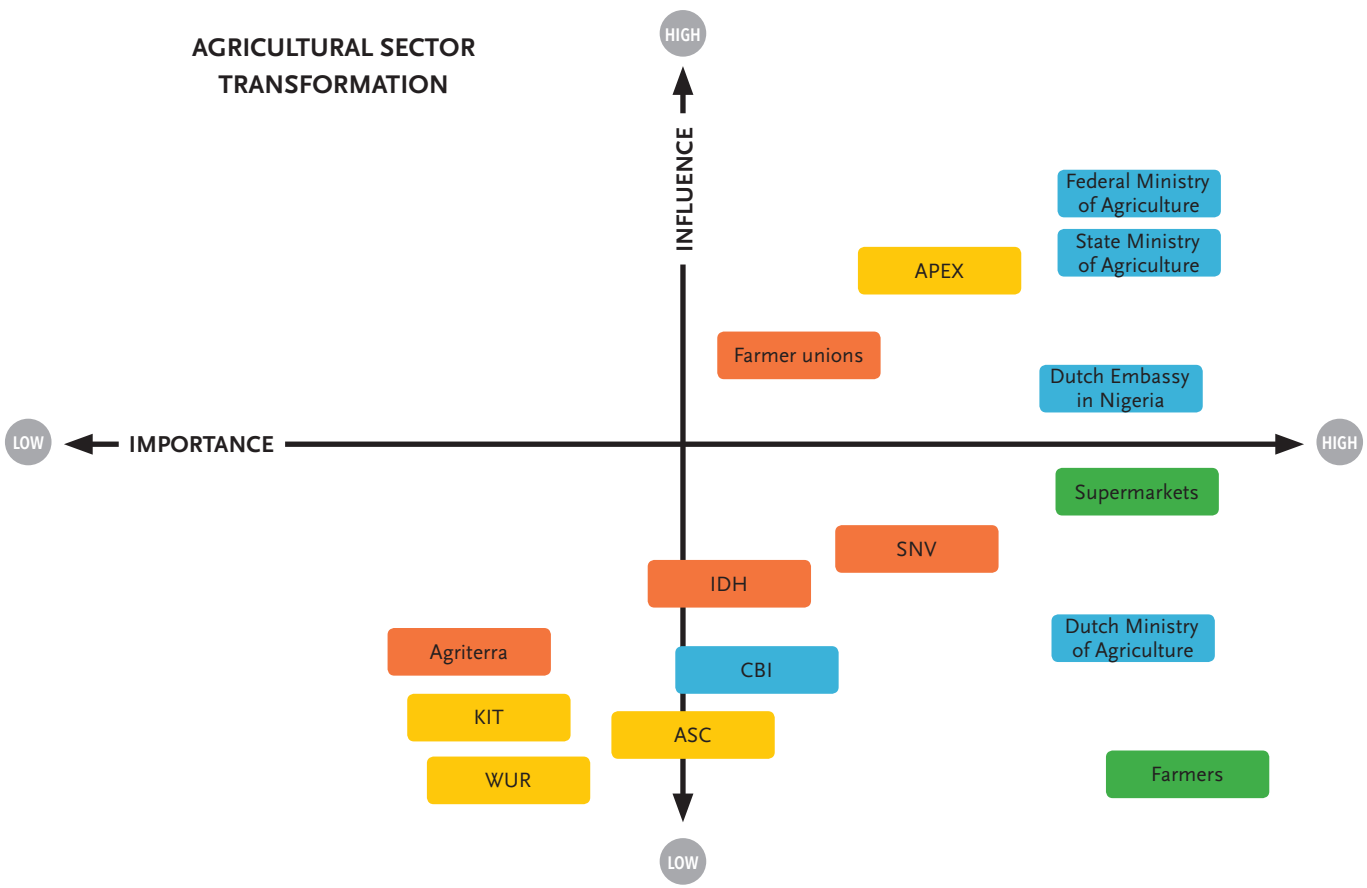 AGRICULTURAL SECTOR
TRANSFORMATION
HIGH
INFLUENCE
Federal Ministry
of Agriculture
State Ministry
of Agriculture
APEX
Farmer unions
Dutch Embassy
in Nigeria
LOW
IMPORTANCE
HIGH
Supermarkets
SNV
IDH
Dutch Ministry
of Agriculture
Agriterra
CBI
KIT
ASC
WUR
Farmers
LOW